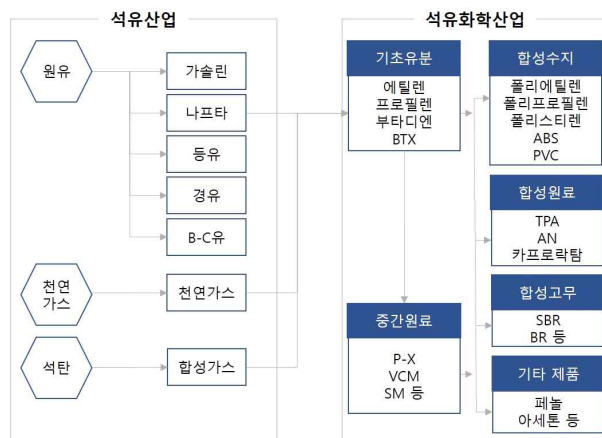 석유산업
석유화학산업
원유
가솔린
나프타
등유
경유
B-C유
천연
가스
천연가스
석탄
합성가스
기초유분
에틸렌
프로필렌
부타디엔
BTX
중간원료
P-X
VCM
SM 등
합성수지
폴리에틸렌
폴리프로필렌
폴리스티렌
ABS
PVC
합성원료
TPA
AN
카프로락탐
합성고무
SBR
BR 등
기타 제품
페놀
아세톤 등